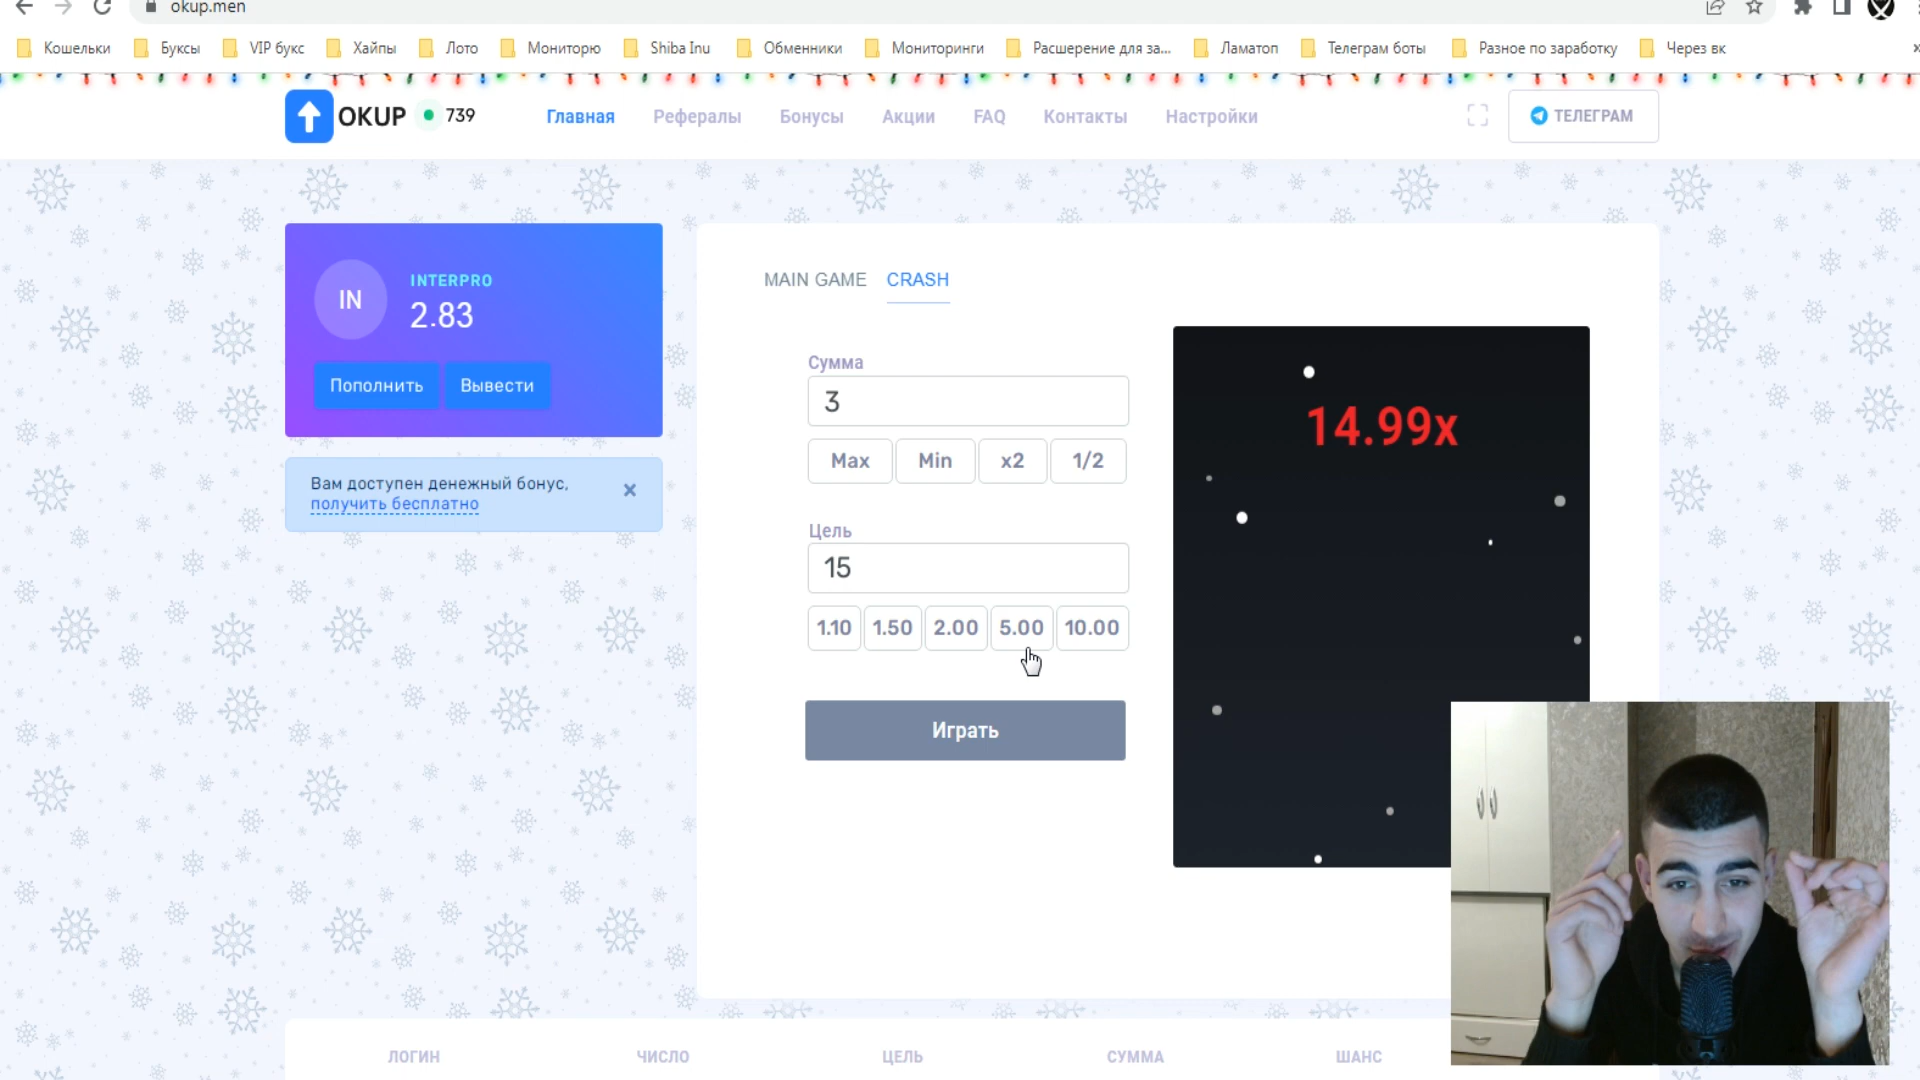 okup.men
Кошельки Буксы VIP букс Хайпы Лото Мониторю Shiba Inu Обменники Мониторинги Расшерение для за... Ламатоп Телеграм боты Разное по заработку Через вк
OKUP 739 Главная Рефералы Бонусы Акции FAQ Контакты Настройки ТЕЛЕГРАМ
IN
INTERPRO
2.83
Пополнить Вывести
Вам доступен денежный бонус,
получить бесплатно
MAIN GAME CRASH
Сумма
3
Max Min x2 1/2
Цель
15
1.10 1.50 2.00 5.00 10.00
Играть
14.99x
ЛОГИН ЧИСЛО ЦЕЛЬ СУММА ШАНС